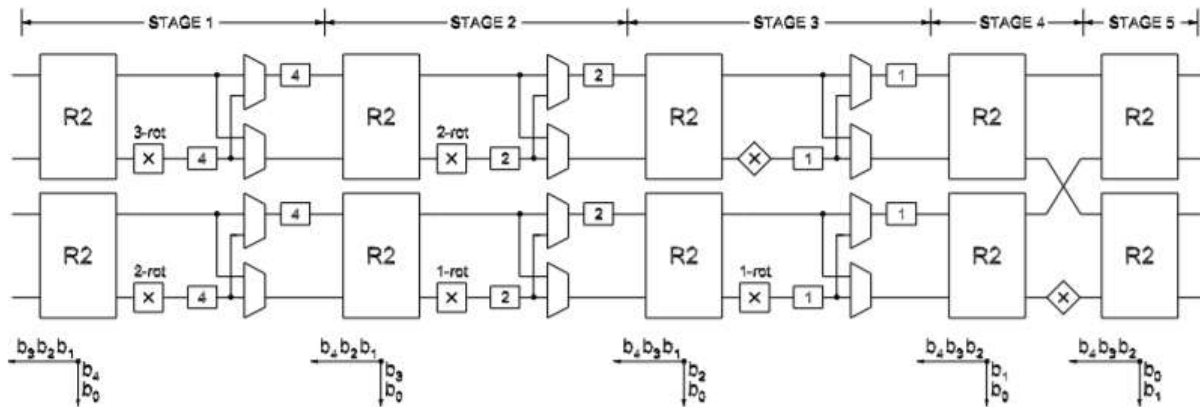 STAGE 1 STAGE 2 STAGE 3 STAGE 4 STAGE 5
4 2 1
R2 R2 R2 R2 R2
3-rot 2-rot
× 4 × 2 × 1
4 2 1
R2 R2 R2 R2 R2
2-rot 1-rot 1-rot
× 4 × 2 × 1 ×
b₃b₂b₁ b₄b₂b₁ b₄b₃b₁ b₄b₃b₂ b₄b₃b₂
b₄ b₃ b₂ b₁ b₀
b₀ b₀ b₀ b₀ b₁